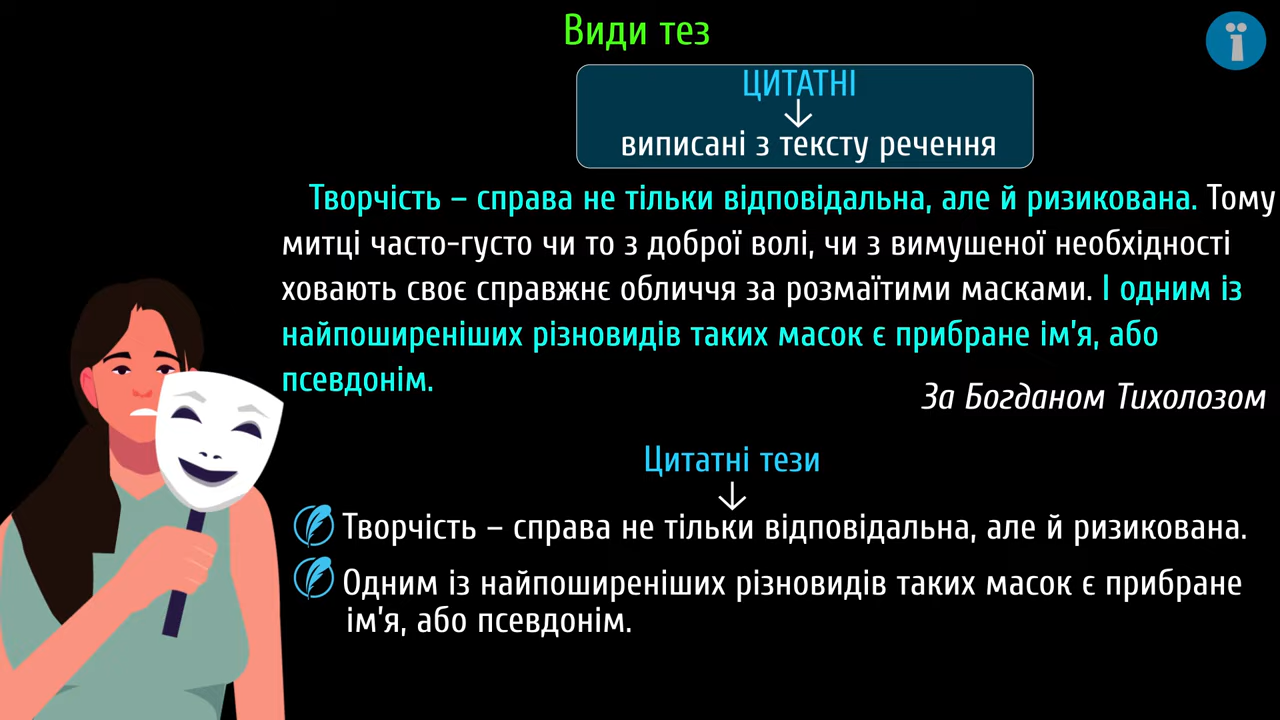 Види тез
ї
ЦИТАТНІ
виписані з тексту речення
Творчість – справа не тільки відповідальна, але й ризикована. Тому
митці часто-густо чи то з доброї волі, чи з вимушеної необхідності
ховають своє справжнє обличчя за розмаїтими масками. І одним із
найпоширеніших різновидів таких масок є прибране ім'я, або
псевдонім.
За Богданом Тихолозом
Цитатні тези
Творчість – справа не тільки відповідальна, але й ризикована.
Одним із найпоширеніших різновидів таких масок є прибране
ім'я, або псевдонім.